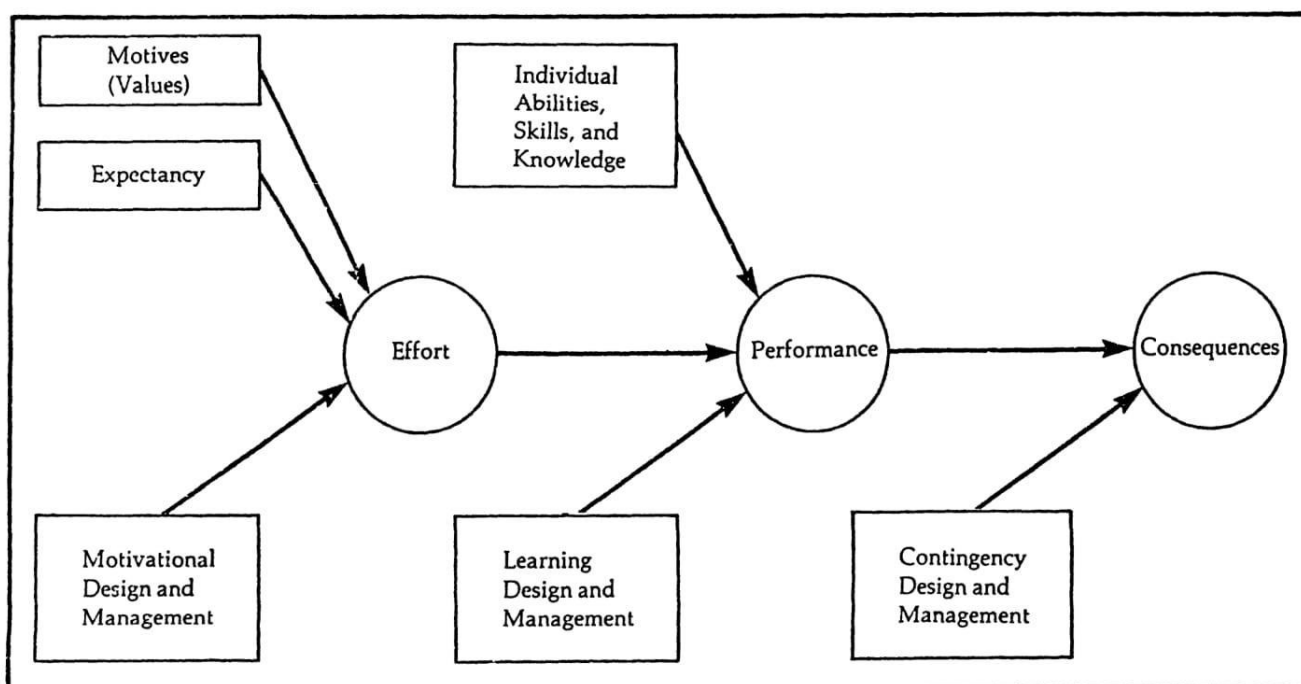 Motives
(Values)
Expectancy
Individual
Abilities,
Skills, and
Knowledge
Effort
Performance
Consequences
Motivational
Design and
Management
Learning
Design and
Management
Contingency
Design and
Management